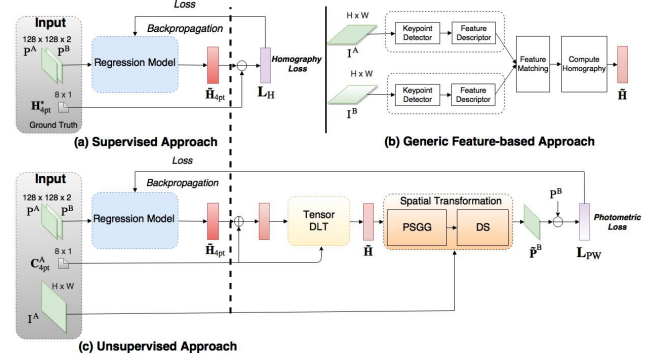 Loss
Backpropagation
Input
128 x 128 x 2
P^A P^B
Regression Model
H̃_4pt
Homography Loss
L_H
8 x 1
H*_4pt
Ground Truth
(a) Supervised Approach
H x W
I^A
Keypoint Detector
Feature Descriptor
H x W
I^B
Keypoint Detector
Feature Descriptor
Feature Matching
Compute Homography
H̃
(b) Generic Feature-based Approach
Loss
Backpropagation
Input
128 x 128 x 2
P^A P^B
Regression Model
H̃_4pt
8 x 1
C^A_4pt
H x W
I^A
Tensor DLT
H̃
Spatial Transformation
PSGG
DS
P̃^B
P^B
Photometric Loss
L_PW
(c) Unsupervised Approach